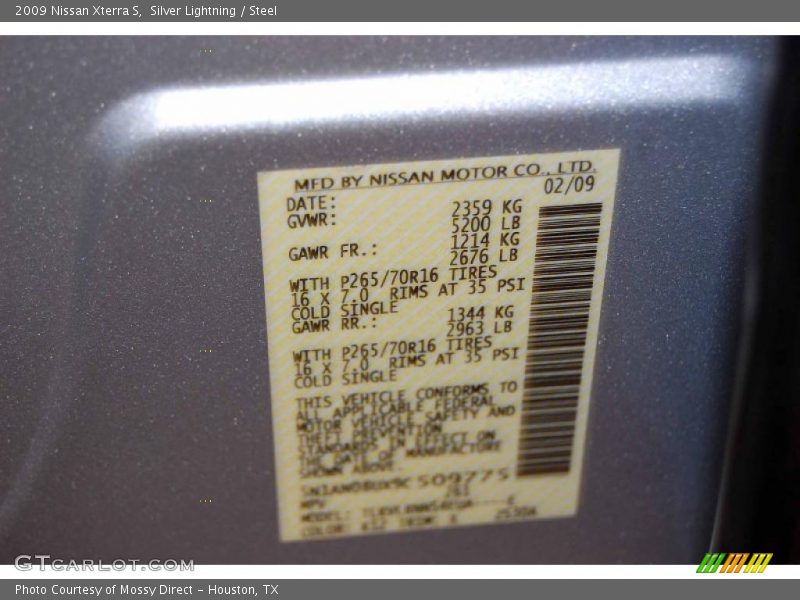 2009 Nissan Xterra S, Silver Lightning / Steel
MFD BY NISSAN MOTOR CO., LTD.
DATE: 02/09
GVWR: 2359 KG
5200 LB
GAWR FR.: 1214 KG
2676 LB
WITH P265/70R16 TIRES
16 X 7.0 RIMS AT 35 PSI
COLD SINGLE
GAWR RR.: 1344 KG
2963 LB
WITH P265/70R16 TIRES
16 X 7.0 RIMS AT 35 PSI
COLD SINGLE
THIS VEHICLE CONFORMS TO
ALL APPLICABLE FEDERAL
MOTOR VEHICLE SAFETY AND
THEFT PREVENTION
STANDARDS IN EFFECT ON
THE DATE OF MANUFACTURE
SHOWN ABOVE.
509775
MPV
MODEL:
COLOR:
GTCARLOT.COM
Photo Courtesy of Mossy Direct – Houston, TX